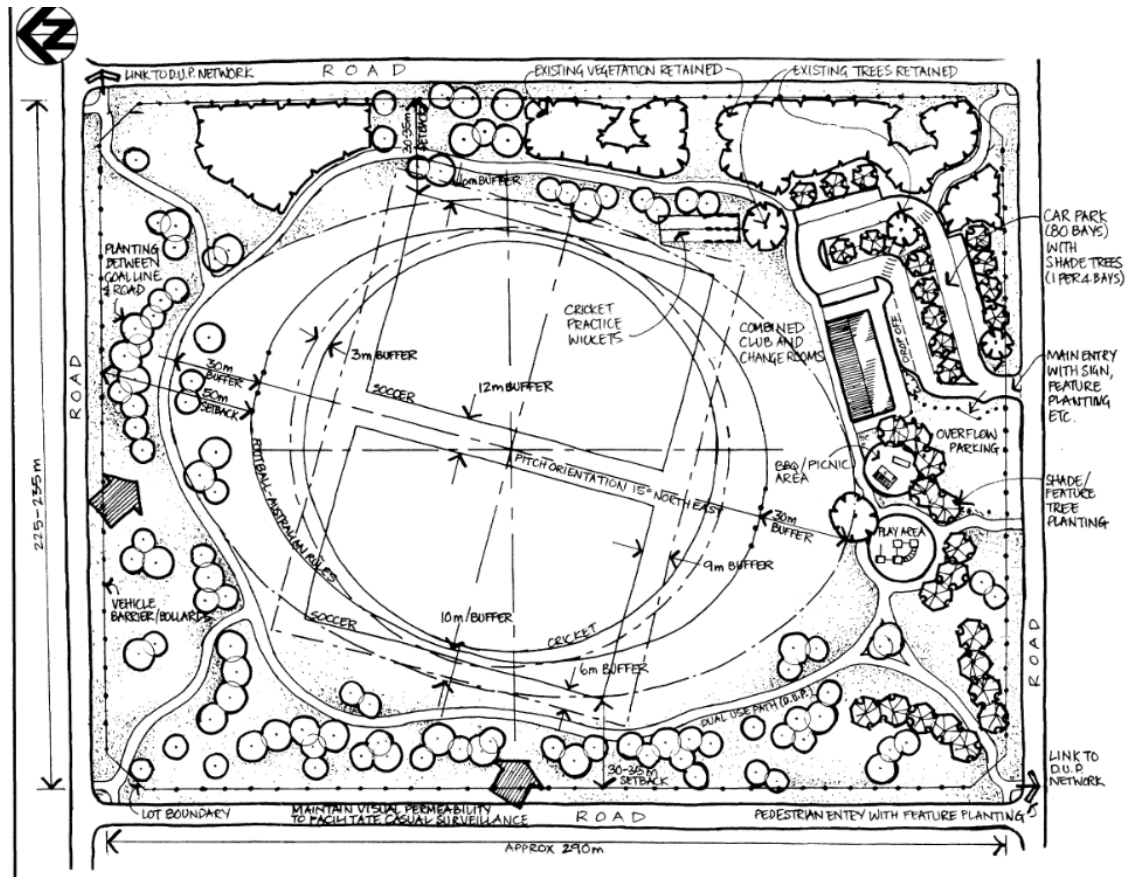 N
LINK TO D.U.P. NETWORK
ROAD
EXISTING VEGETATION RETAINED
EXISTING TREES RETAINED
30-35m
SETBACK
BUFFER
PLANTING
BETWEEN
GOAL LINE
& ROAD
CAR PARK
(80 BAYS)
WITH
SHADE TREES
(1 PER 4 BAYS)
CRICKET
PRACTICE
WICKETS
COMBINED
CLUB AND
CHANGEROOMS
DROP OFF
3m BUFFER
ROAD
30m
BUFFER
50m
SETBACK
SOCCER
12m BUFFER
MAIN ENTRY
WITH SIGN,
FEATURE
PLANTING
ETC.
OVERFLOW
PARKING
BBQ/PICNIC
AREA
PITCH ORIENTATION 15° NORTH EAST
FOOTBALL-AUSTRALIAN RULES
225-235m
30m
BUFFER
SHADE/
FEATURE
TREE
PLANTING
PLAY AREA
9m BUFFER
VEHICLE
BARRIER/BOLLARDS
SOCCER
10m BUFFER
CRICKET
6m BUFFER
ROAD
DUAL USE PATH (D.U.P.)
30-35m
SETBACK
LINK TO
D.U.P.
NETWORK
LOT BOUNDARY
MAINTAIN VISUAL PERMEABILITY
TO FACILITATE CASUAL SURVEILLANCE
ROAD
PEDESTRIAN ENTRY WITH FEATURE PLANTING
APPROX 290m